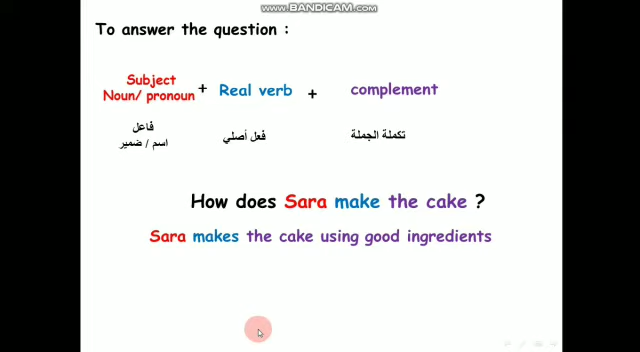 www.BANDICAM.com
To answer the question :
Subject
Noun/ pronoun + Real verb + complement
فاعل
اسم / ضمير
فعل أصلي
تكملة الجملة
How does Sara make the cake ?
Sara makes the cake using good ingredients